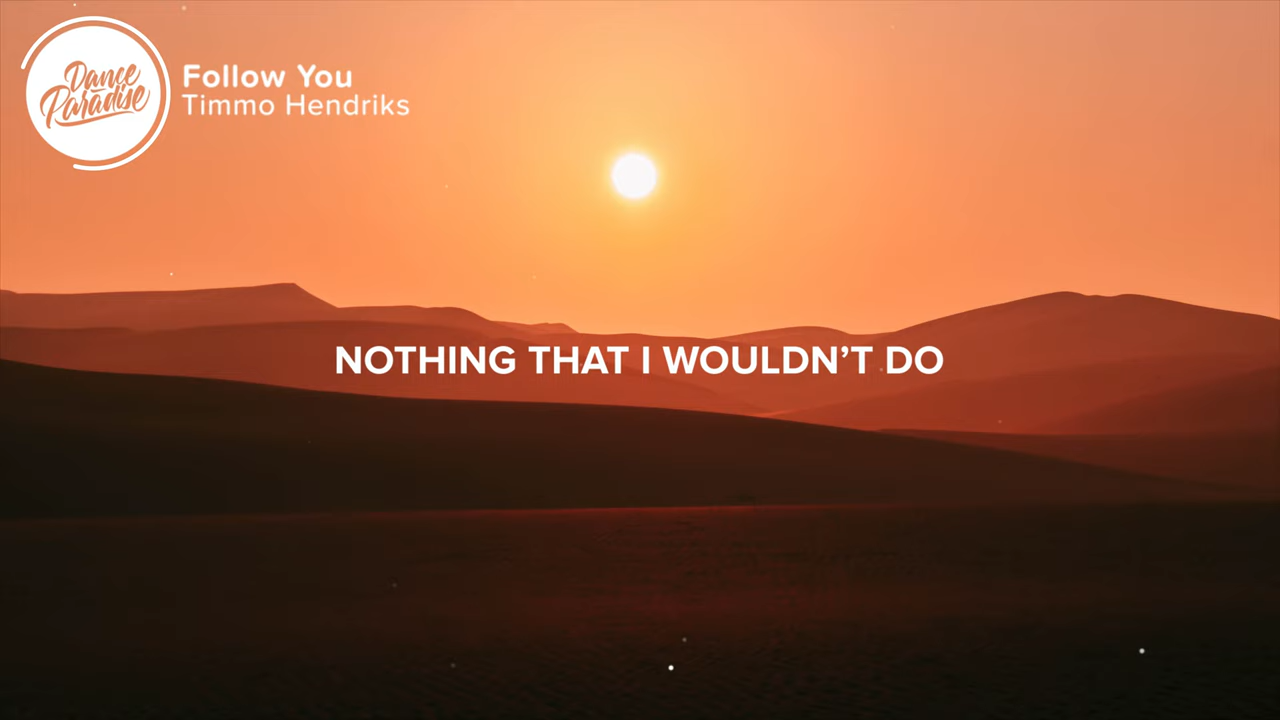 Dance
Paradise
Follow You
Timmo Hendriks
NOTHING THAT I WOULDN’T DO